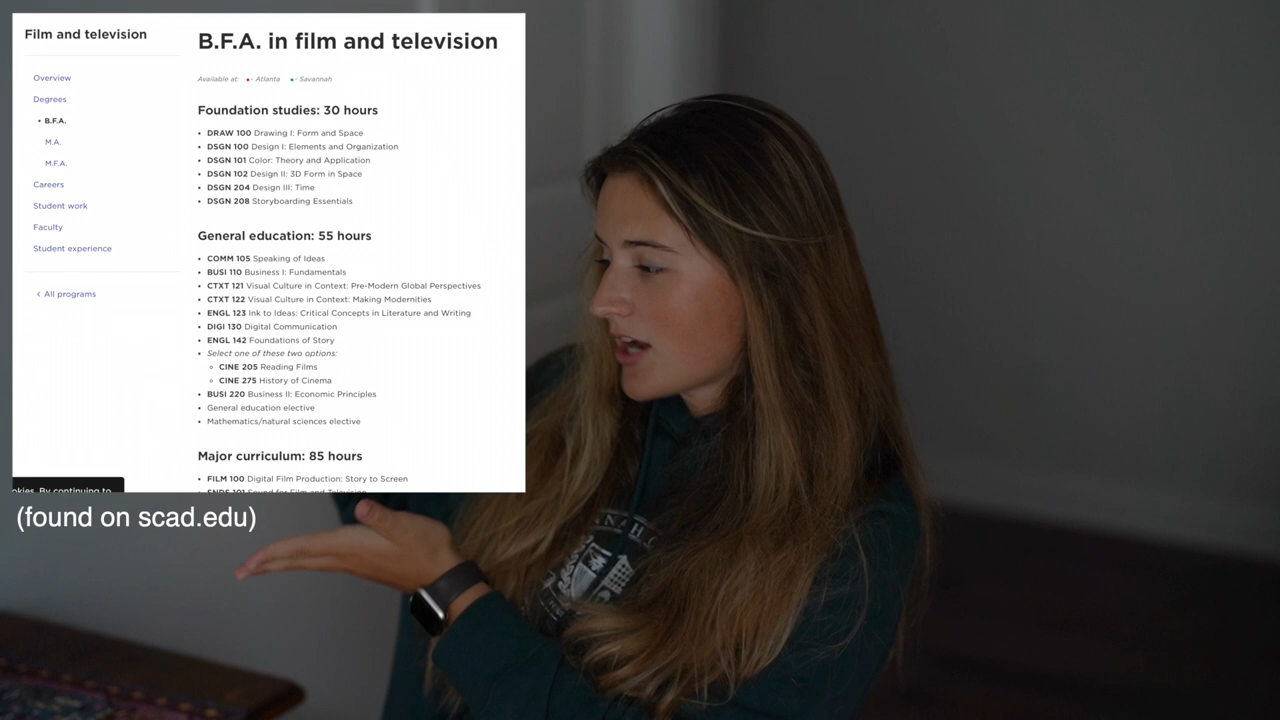 Film and television
Overview
Degrees
• B.F.A.
M.A.
M.F.A.
Careers
Student work
Faculty
Student experience
‹ All programs
okies. By continuing to
B.F.A. in film and television
Available at: • - Atlanta • - Savannah
Foundation studies: 30 hours
• DRAW 100 Drawing I: Form and Space
• DSGN 100 Design I: Elements and Organization
• DSGN 101 Color: Theory and Application
• DSGN 102 Design II: 3D Form in Space
• DSGN 204 Design III: Time
• DSGN 208 Storyboarding Essentials
General education: 55 hours
• COMM 105 Speaking of Ideas
• BUSI 110 Business I: Fundamentals
• CTXT 121 Visual Culture in Context: Pre-Modern Global Perspectives
• CTXT 122 Visual Culture in Context: Making Modernities
• ENGL 123 Ink to Ideas: Critical Concepts in Literature and Writing
• DIGI 130 Digital Communication
• ENGL 142 Foundations of Story
• Select one of these two options:
◦ CINE 205 Reading Films
◦ CINE 275 History of Cinema
• BUSI 220 Business II: Economic Principles
• General education elective
• Mathematics/natural sciences elective
Major curriculum: 85 hours
• FILM 100 Digital Film Production: Story to Screen
• SNDS 101 Sound for Film and Television
(found on scad.edu)